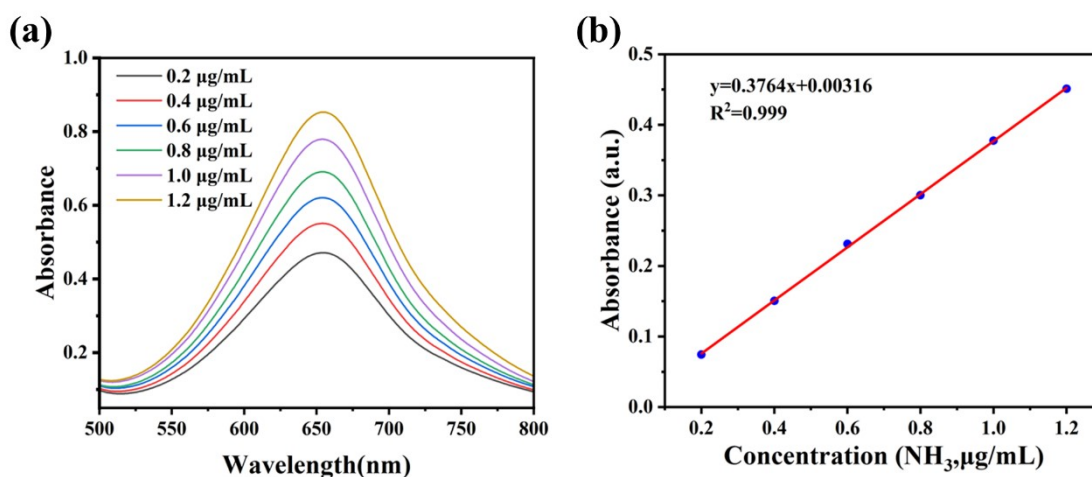 (a)
1.0
0.8
0.6
0.4
0.2
Absorbance
0.2 μg/mL
0.4 μg/mL
0.6 μg/mL
0.8 μg/mL
1.0 μg/mL
1.2 μg/mL
500 550 600 650 700 750 800
Wavelength(nm)
(b)
0.5
0.4
0.3
0.2
0.1
0.0
Absorbance (a.u.)
y=0.3764x+0.00316
R²=0.999
0.2 0.4 0.6 0.8 1.0 1.2
Concentration (NH₃,μg/mL)